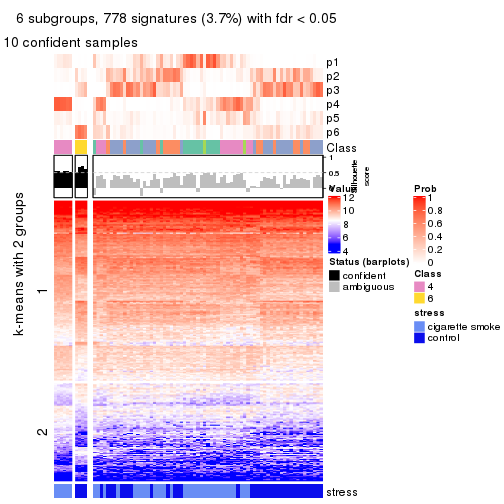 6 subgroups, 778 signatures (3.7%) with fdr < 0.05
10 confident samples
p1
p2
p3
p4
p5
p6
Class
1
0.5
0
silhouette
score
k-means with 2 groups
1
2
Value
12
10
8
6
4
Status (barplots)
confident
ambiguous
Prob
0.8
0.6
0.4
0.2
0
Class
4
6
stress
cigarette smoke
control
stress